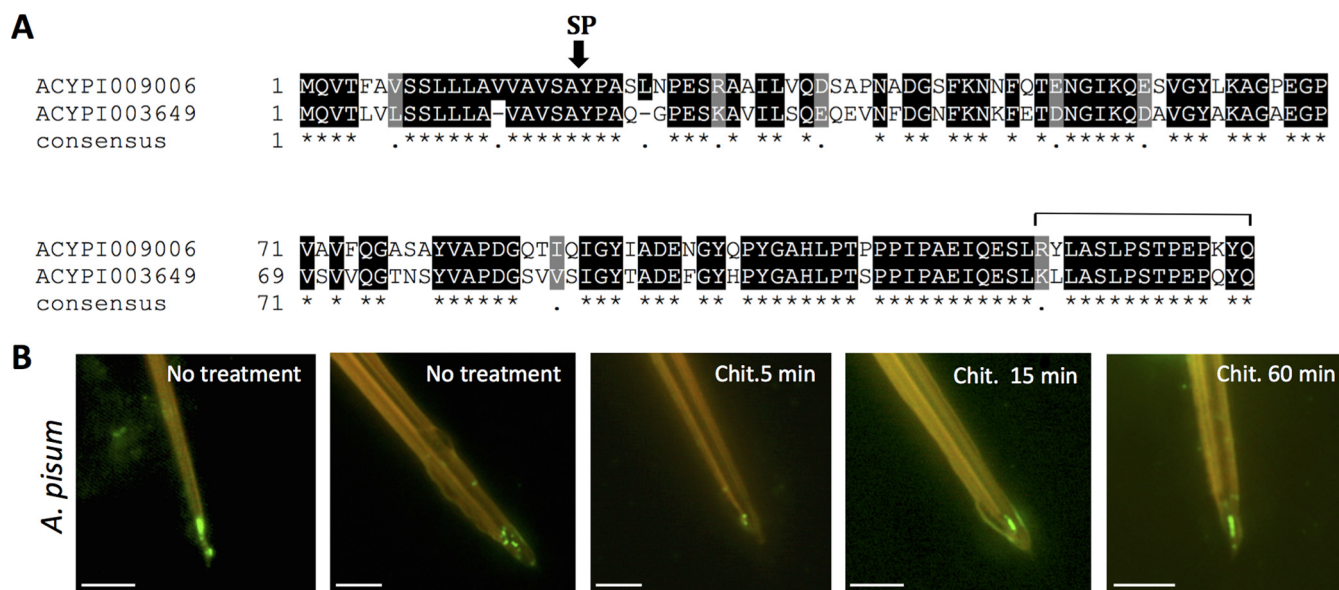 A
SP
ACYPI009006 1 MQVTFAVSSLLLAVVAVSAYPASLNPESRAAILVQDSAPNADGSFKNNFQTENGIKQESVGYLKAGPEGP
ACYPI003649 1 MQVTLVLSSLLLA-VAVSAYPAQ-GPESKAVILSQEQEVNFDGNFKNKFETDNGIKQDAVGYAKAGAEGP
consensus 1 ****  .******.******** . ***.* ** *.   * ** *** * *.*****. *** *** ***
ACYPI009006 71 VAVFQGASAYVAPDGQTIQIGYIADENGYQPYGAHLPTPPPIPAEIQESLRYLASLPSTPEPKYQ
ACYPI003649 69 VSVVQGTNSYVAPDGSVVSIGYTADEFGYHPYGAHLPTSPPIPAEIQESLKLLASLPSTPEPQYQ
consensus 71 * * **   ******  . *** *** ** ******** ***********. ********** **
B
A. pisum
No treatment
No treatment
Chit.5 min
Chit. 15 min
Chit. 60 min